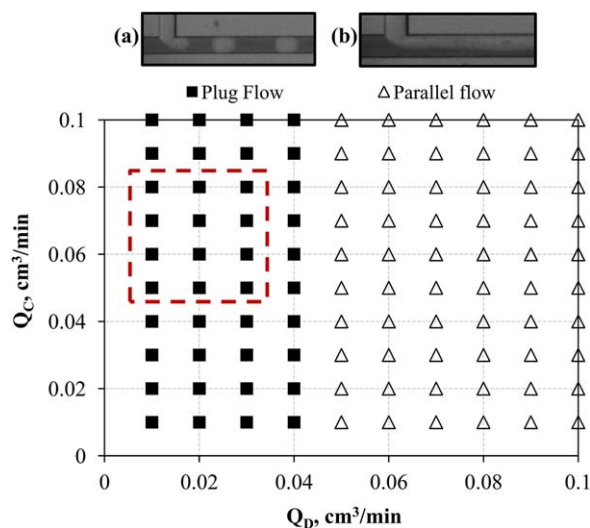 (a) (b)
■ Plug Flow △ Parallel flow
0.1
0.08
0.06
0.04
0.02
0
Q_C, cm³/min
0 0.02 0.04 0.06 0.08 0.1
Q_D, cm³/min